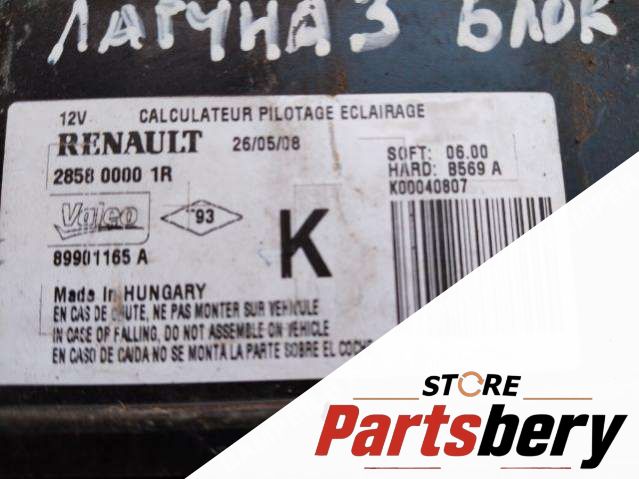 ЛАГУНА 3 БЛОК
12V CALCULATEUR PILOTAGE ECLAIRAGE
RENAULT 26/05/08
2858 0000 1R
SOFT: 06.00
HARD: B569 A
K00040807
Valeo 93 K
89901165 A
Made in HUNGARY
EN CAS DE CHUTE, NE PAS MONTER SUR VEHICULE
IN CASE OF FALLING, DO NOT ASSEMBLE ON VEHICLE
EN CASO DE CAIDA NO SE MONTA LA PARTE SOBRE EL COCHE
STORE
Partsbery